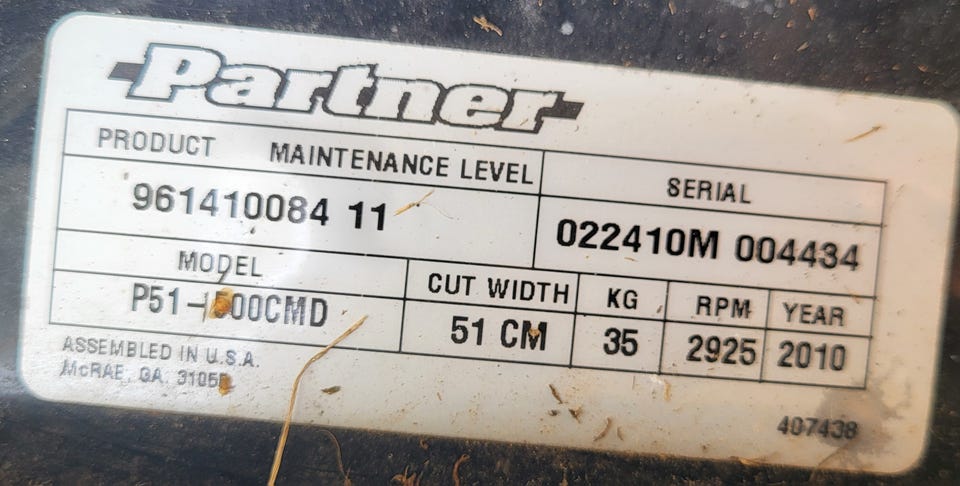 Partner
PRODUCT MAINTENANCE LEVEL
961410084 11
SERIAL
022410M 004434
MODEL
CUT WIDTH
51 CM
KG
35
RPM
2925
YEAR
2010
ASSEMBLED IN U.S.A.
McRAE, GA.
407438